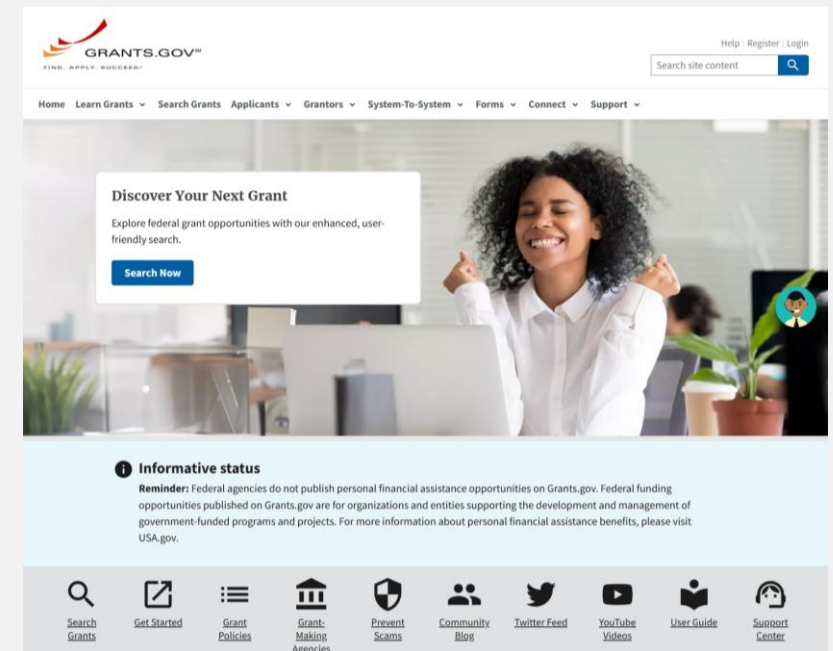 GRANTS.GOV℠
FIND. APPLY. SUCCEED.℠
Help | Register | Login
Search site content
Home Learn Grants Search Grants Applicants Grantors System-To-System Forms Connect Support
Discover Your Next Grant
Explore federal grant opportunities with our enhanced, user-
friendly search.
Search Now
Informative status
Reminder: Federal agencies do not publish personal financial assistance opportunities on Grants.gov. Federal funding
opportunities published on Grants.gov are for organizations and entities supporting the development and management of
government-funded programs and projects. For more information about personal financial assistance benefits, please visit
USA.gov.
Search
Grants
Get Started
Grant
Policies
Grant-
Making
Agencies
Prevent
Scams
Community
Blog
Twitter Feed
YouTube
Videos
User Guide
Support
Center